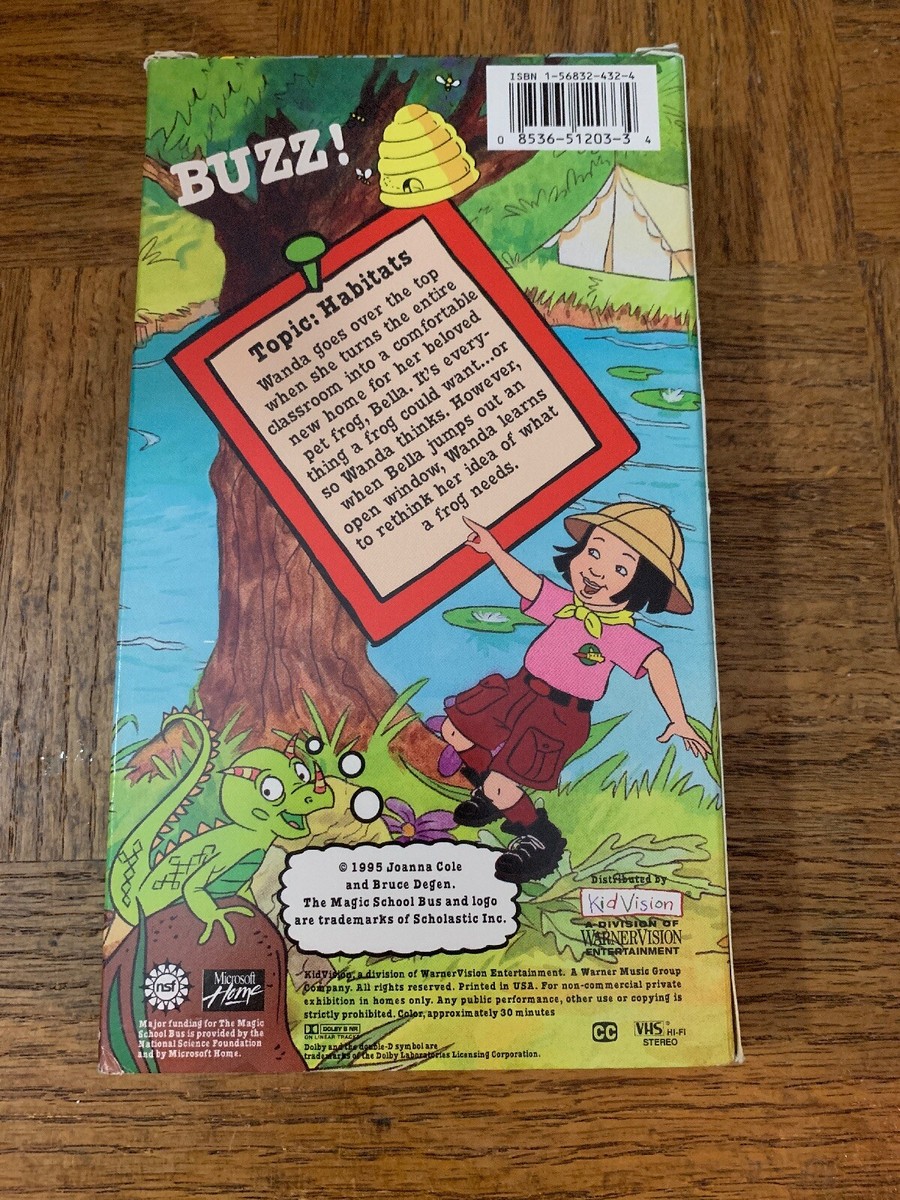 ISBN 1-56832-432-4
0 8536-51203-3 4
BUZZ!
Topic: Habitats
Wanda goes over the top
when she turns the entire
classroom into a comfortable
new home for her beloved
pet frog, Bella. It's every-
thing a frog could want...or
so Wanda thinks. However,
when Bella jumps out an
open window, Wanda learns
to rethink her idea of what
a frog needs.
© 1995 Joanna Cole
and Bruce Degen.
The Magic School Bus and logo
are trademarks of Scholastic Inc.
Distributed by
KidVision
A DIVISION OF
WARNERVISION
ENTERTAINMENT
nsf
Microsoft
Home
Major funding for The Magic
School Bus is provided by the
National Science Foundation
and by Microsoft Home.
KidVision, a division of WarnerVision Entertainment. A Warner Music Group
Company. All rights reserved. Printed in USA. For non-commercial private
exhibition in homes only. Any public performance, other use or copying is
strictly prohibited. Color, approximately 30 minutes
DOLBY B NR
ON LINEAR TRACKS
Dolby and the double-D symbol are
trademarks of the Dolby Laboratories Licensing Corporation.
CC
VHS® HI-FI
STEREO